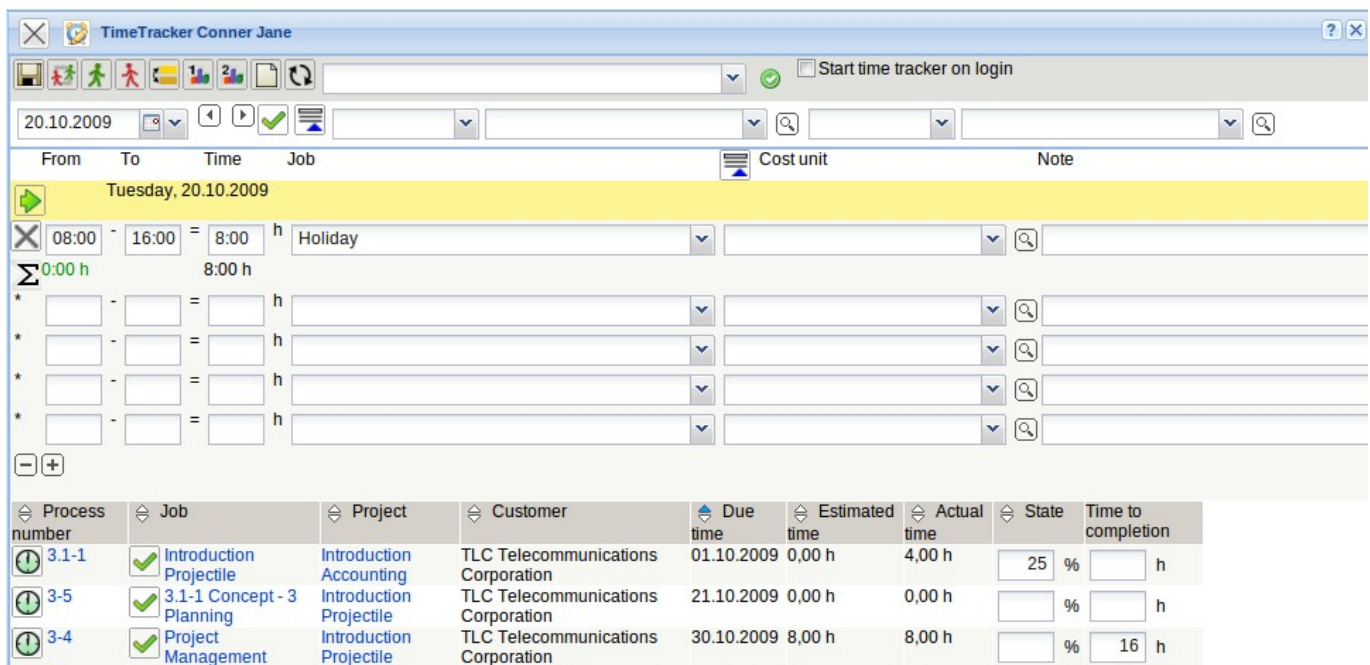 TimeTracker Conner Jane ?
1 2 Start time tracker on login
20.10.2009
From To Time Job Cost unit Note
Tuesday, 20.10.2009
08:00 - 16:00 = 8:00 h Holiday
Σ 0:00 h 8:00 h
* - = h
* - = h
* - = h
* - = h
Process number Job Project Customer Due time Estimated time Actual time State Time to completion
3.1-1 Introduction Projectile Introduction Accounting TLC Telecommunications Corporation 01.10.2009 0,00 h 4,00 h 25 % h
3-5 3.1-1 Concept - 3 Planning Introduction Projectile TLC Telecommunications Corporation 21.10.2009 0,00 h 0,00 h % h
3-4 Project Management Introduction Projectile TLC Telecommunications Corporation 30.10.2009 8,00 h 8,00 h % 16 h